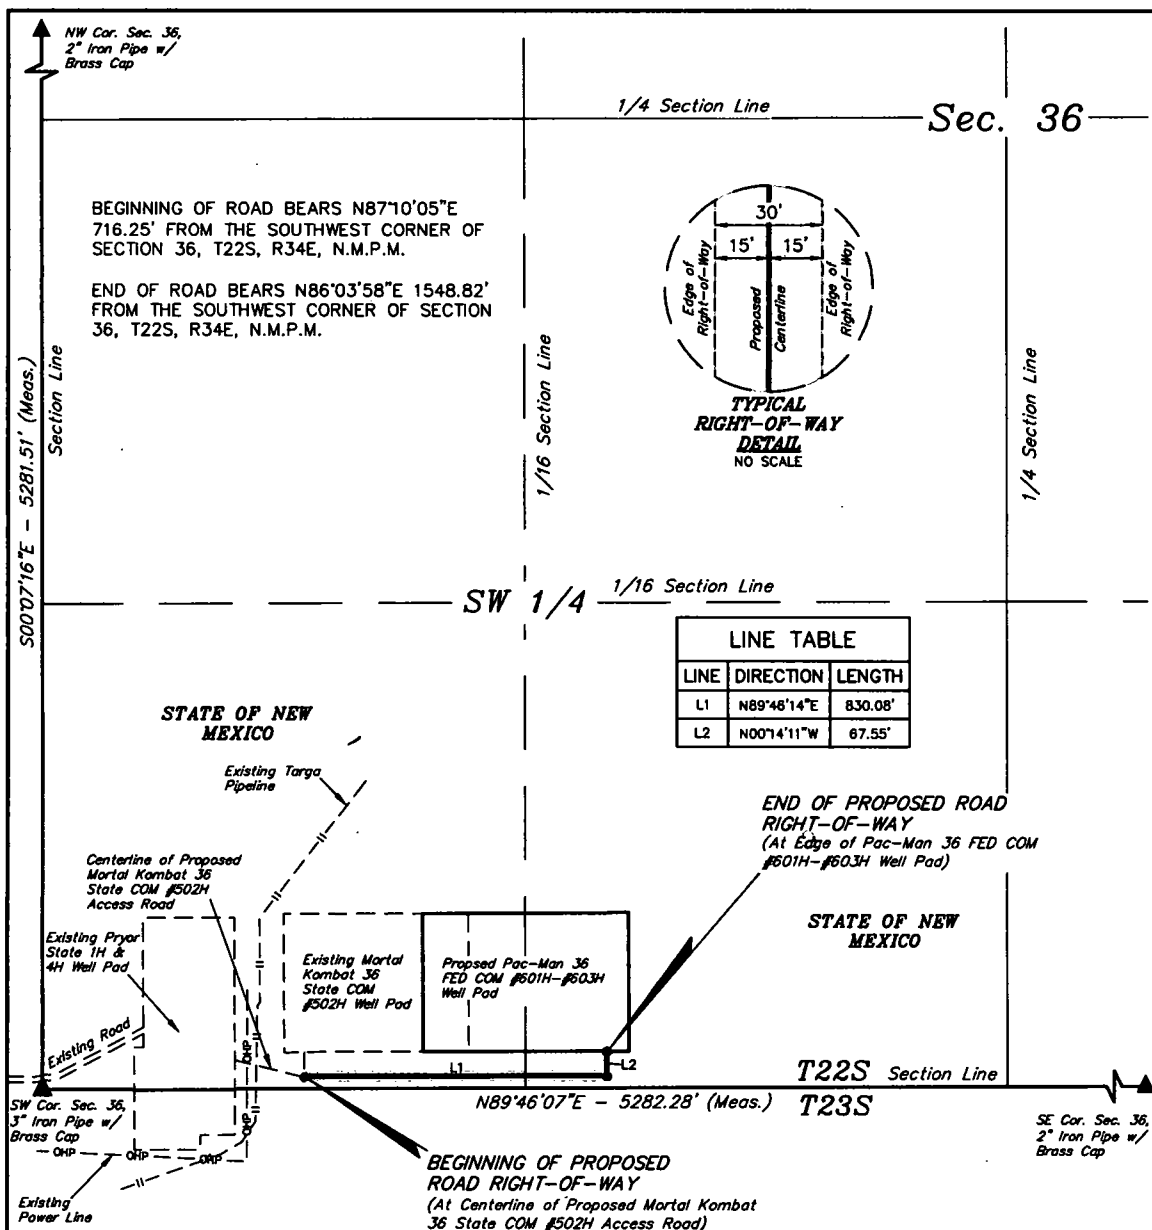 NW Cor. Sec. 36,
2" Iron Pipe w/
Brass Cap
1/4 Section Line
Sec. 36
BEGINNING OF ROAD BEARS N87°10'05"E
716.25' FROM THE SOUTHWEST CORNER OF
SECTION 36, T22S, R34E, N.M.P.M.
END OF ROAD BEARS N86°03'58"E 1548.82'
FROM THE SOUTHWEST CORNER OF SECTION
36, T22S, R34E, N.M.P.M.
30'
15' 15'
Edge of
Right-of-Way
Proposed
Centerline
Edge of
Right-of-Way
TYPICAL
RIGHT-OF-WAY
DETAIL
NO SCALE
S00°07'16"E - 5281.51' (Meas.)
Section Line
1/16 Section Line
1/4 Section Line
SW 1/4
1/16 Section Line
LINE TABLE
LINE DIRECTION LENGTH
L1 N89°46'14"E 830.08'
L2 N00°14'11"W 67.55'
STATE OF NEW
MEXICO
Existing Targa
Pipeline
END OF PROPOSED ROAD
RIGHT-OF-WAY
(At Edge of Pac-Man 36 FED COM
#601H-#603H Well Pad)
Centerline of Proposed
Mortal Kombat 36
State COM #502H
Access Road
STATE OF NEW
MEXICO
Existing Pryor
State 1H &
4H Well Pad
Existing Mortal
Kombat 36
State COM
#502H Well Pad
Propsed Pac-Man 36
FED COM #601H-#603H
Well Pad
Existing Road
OHP
L1
L2
T22S Section Line
N89°46'07"E - 5282.28' (Meas.)
T23S
SW Cor. Sec. 36,
3" Iron Pipe w/
Brass Cap
OHP
SE Cor. Sec. 36,
2" Iron Pipe w/
Brass Cap
OHP OHP OHP
Existing
Power Line
BEGINNING OF PROPOSED
ROAD RIGHT-OF-WAY
(At Centerline of Proposed Mortal Kombat
36 State COM #502H Access Road)